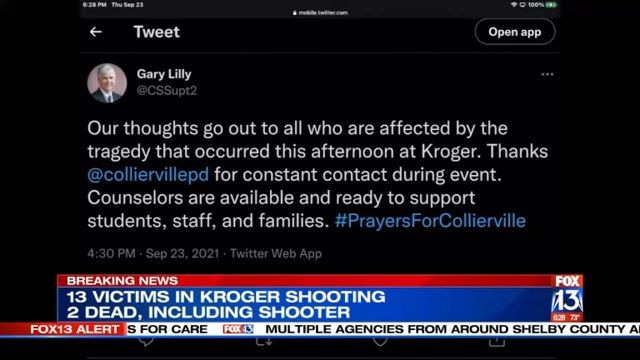 6:28 PM Thu Sep 23
mobile.twitter.com
100%
Tweet
Open app
Gary Lilly
@CSSupt2
Our thoughts go out to all who are affected by the
tragedy that occurred this afternoon at Kroger. Thanks
@colliervillepd for constant contact during event.
Counselors are available and ready to support
students, staff, and families. #PrayersForCollierville
4:30 PM · Sep 23, 2021 · Twitter Web App
BREAKING NEWS
13 VICTIMS IN KROGER SHOOTING
2 DEAD, INCLUDING SHOOTER
FOX
13
6:28 73°
FOX13 ALERT S FOR CARE FOX 13 MULTIPLE AGENCIES FROM AROUND SHELBY COUNTY A